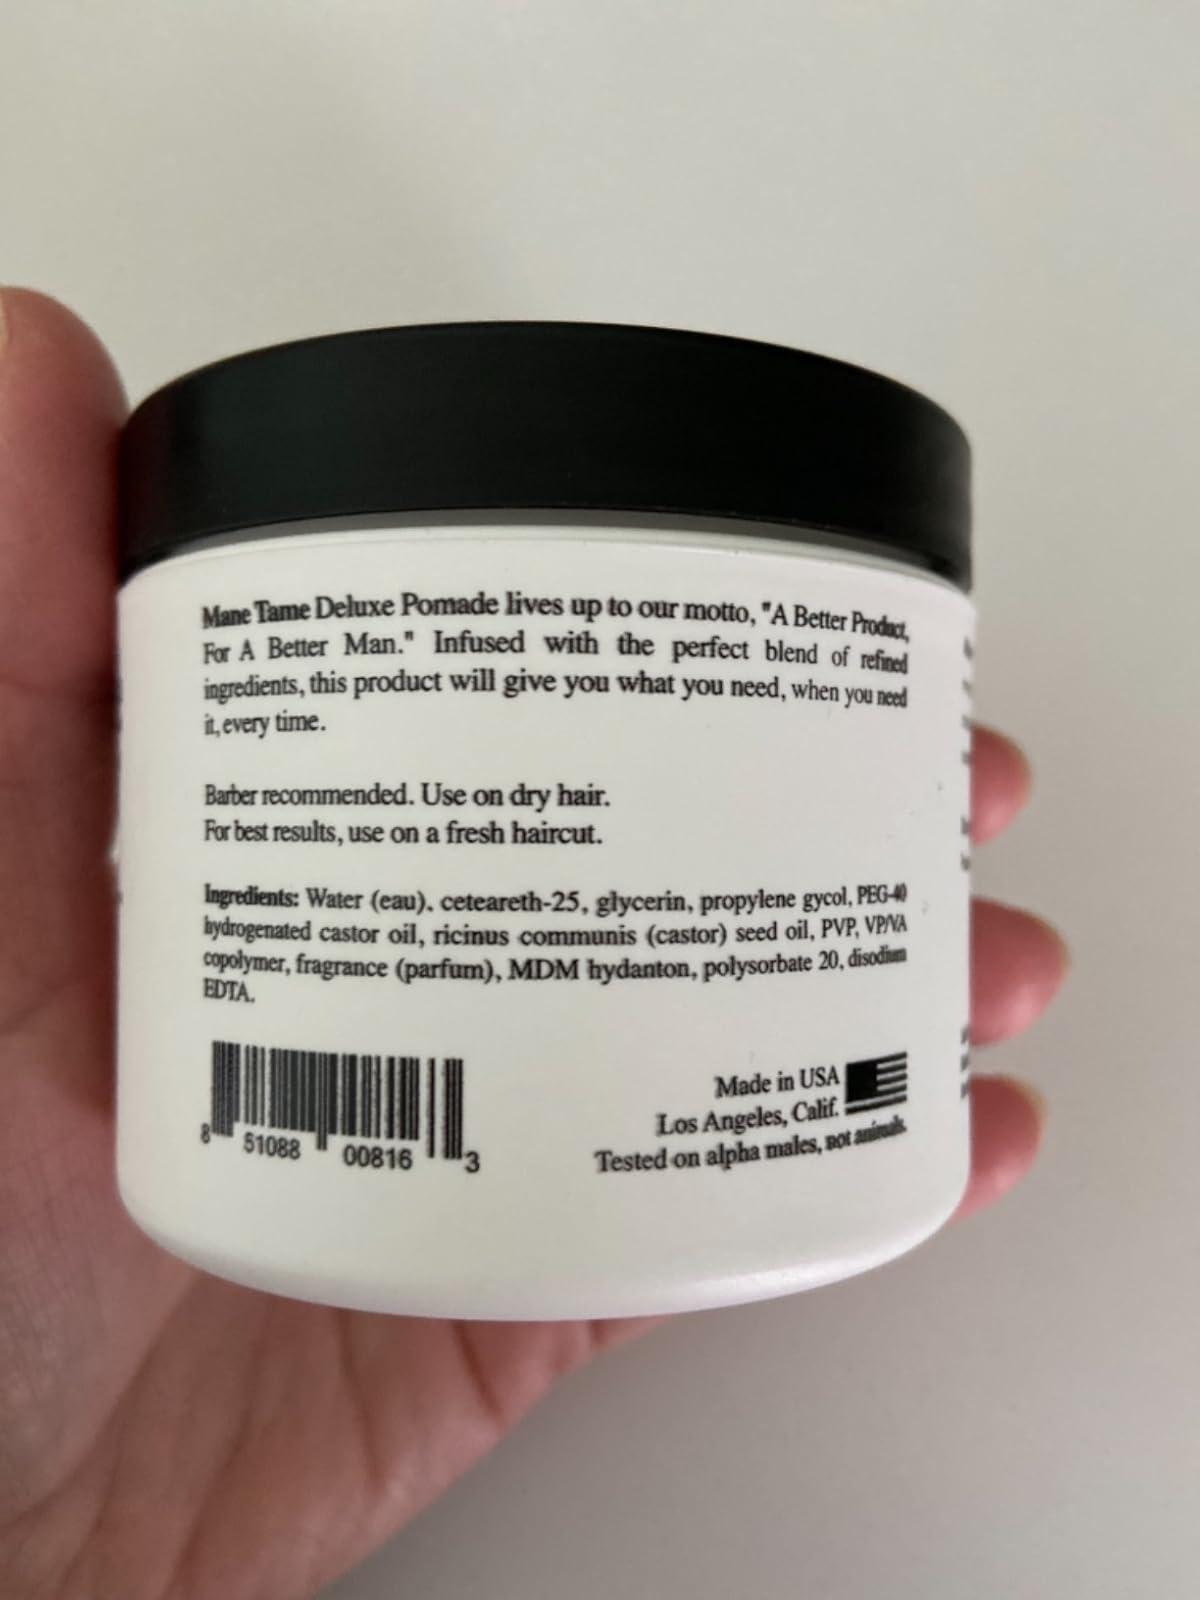 Mane Tame Deluxe Pomade lives up to our motto, "A Better Product,
For A Better Man." Infused with the perfect blend of refined
ingredients, this product will give you what you need, when you need
it, every time.
Barber recommended. Use on dry hair.
For best results, use on a fresh haircut.
Ingredients: Water (eau). ceteareth-25, glycerin, propylene gycol, PEG-40
hydrogenated castor oil, ricinus communis (castor) seed oil, PVP, VP/VA
copolymer, fragrance (parfum), MDM hydanton, polysorbate 20, disodium
EDTA.
8 51088 00816 3
Made in USA
Los Angeles, Calif.
Tested on alpha males, not animals.